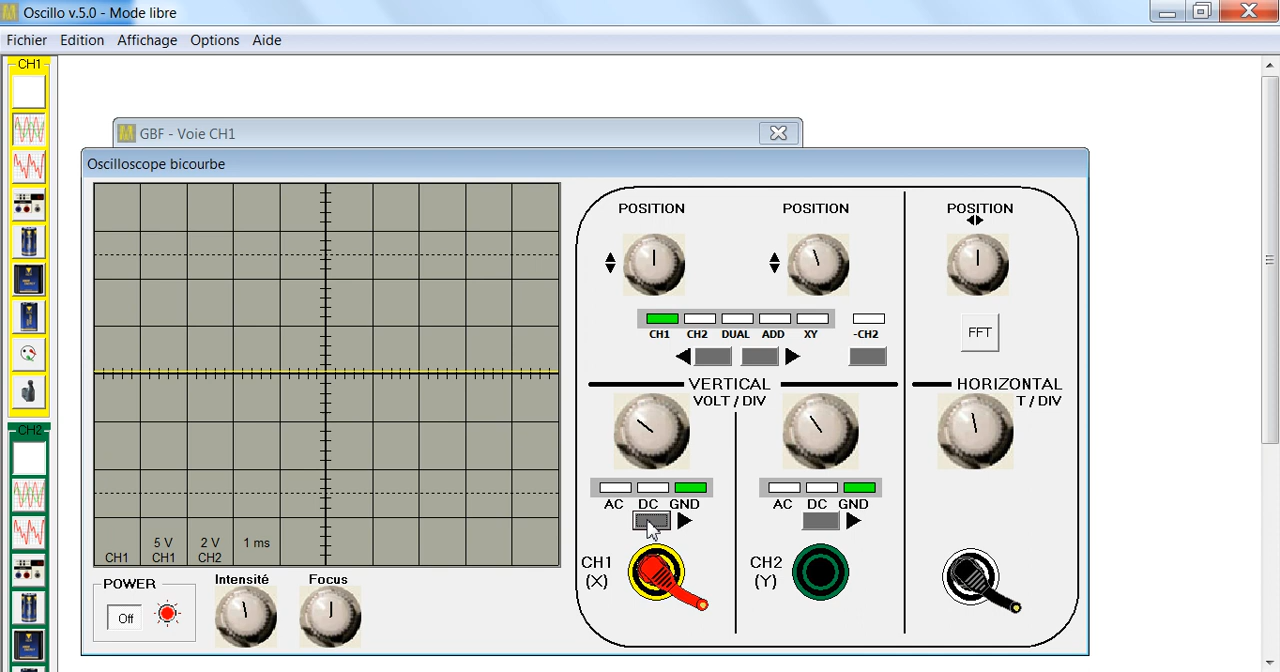 Oscillo v.5.0 - Mode libre
Fichier Edition Affichage Options Aide
CH1
GBF - Voie CH1
Oscilloscope bicourbe
POSITION POSITION POSITION
CH1 CH2 DUAL ADD XY -CH2
FFT
VERTICAL HORIZONTAL
VOLT / DIV T / DIV
CH2
AC DC GND AC DC GND
5 V 2 V 1 ms
CH1 CH1 CH2
CH1 CH2
(X) (Y)
POWER Intensité Focus
Off